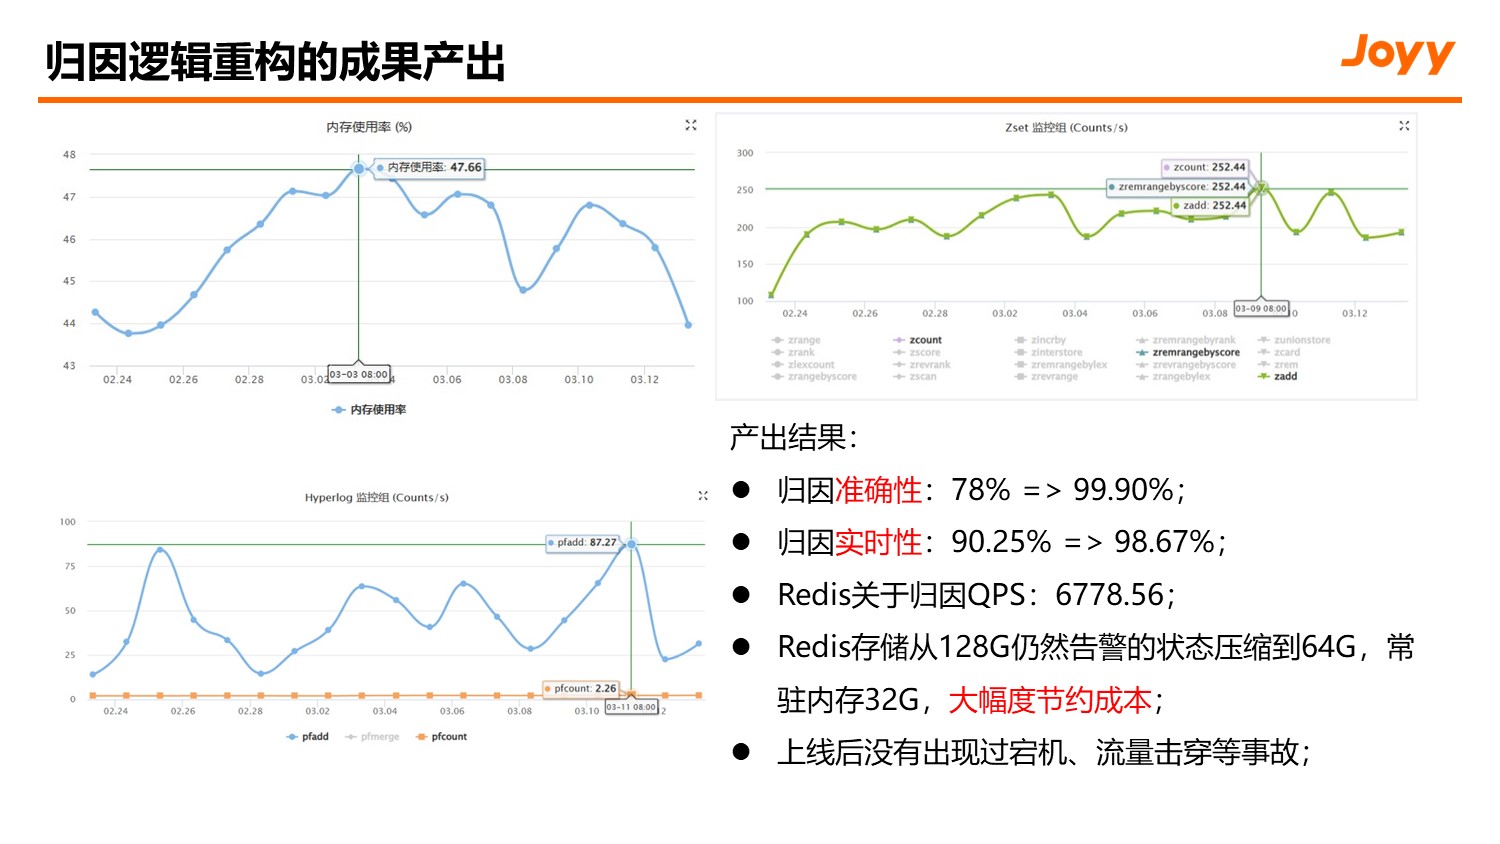 归因逻辑重构的成果产出
Joyy
内存使用率 (%)
48
47
46
45
44
43
内存使用率: 47.66
03-03 08:00
02.24
02.26
02.28
03.02
4
03.06
03.08
03.10
03.12
内存使用率
Zset 监控组 (Counts/s)
300
250
200
150
100
zcount: 252.44
zremrangebyscore: 252.44
zadd: 252.44
02.24
02.26
02.28
03.02
03.04
03.06
03.08
03-09 08:00
10
03.12
zrange
zcount
zincrby
zremrangebyrank
zunionstore
zrank
zscore
zinterstore
zremrangebyscore
zcard
zlexcount
zrevrank
zremrangebylex
zrevrangebyscore
zrem
zrangebyscore
zscan
zrevrange
zrangebylex
zadd
Hyperlog 监控组 (Counts/s)
100
75
50
25
0
pfadd: 87.27
pfcount: 2.26
02.24
02.26
02.28
03.02
03.04
03.06
03.08
03.10
03-11 08:00
2
pfadd
pfmerge
pfcount
产出结果：
● 归因准确性：78% => 99.90%；
● 归因实时性：90.25% => 98.67%；
● Redis关于归因QPS：6778.56；
● Redis存储从128G仍然告警的状态压缩到64G，常
驻内存32G，大幅度节约成本；
● 上线后没有出现过宕机、流量击穿等事故；